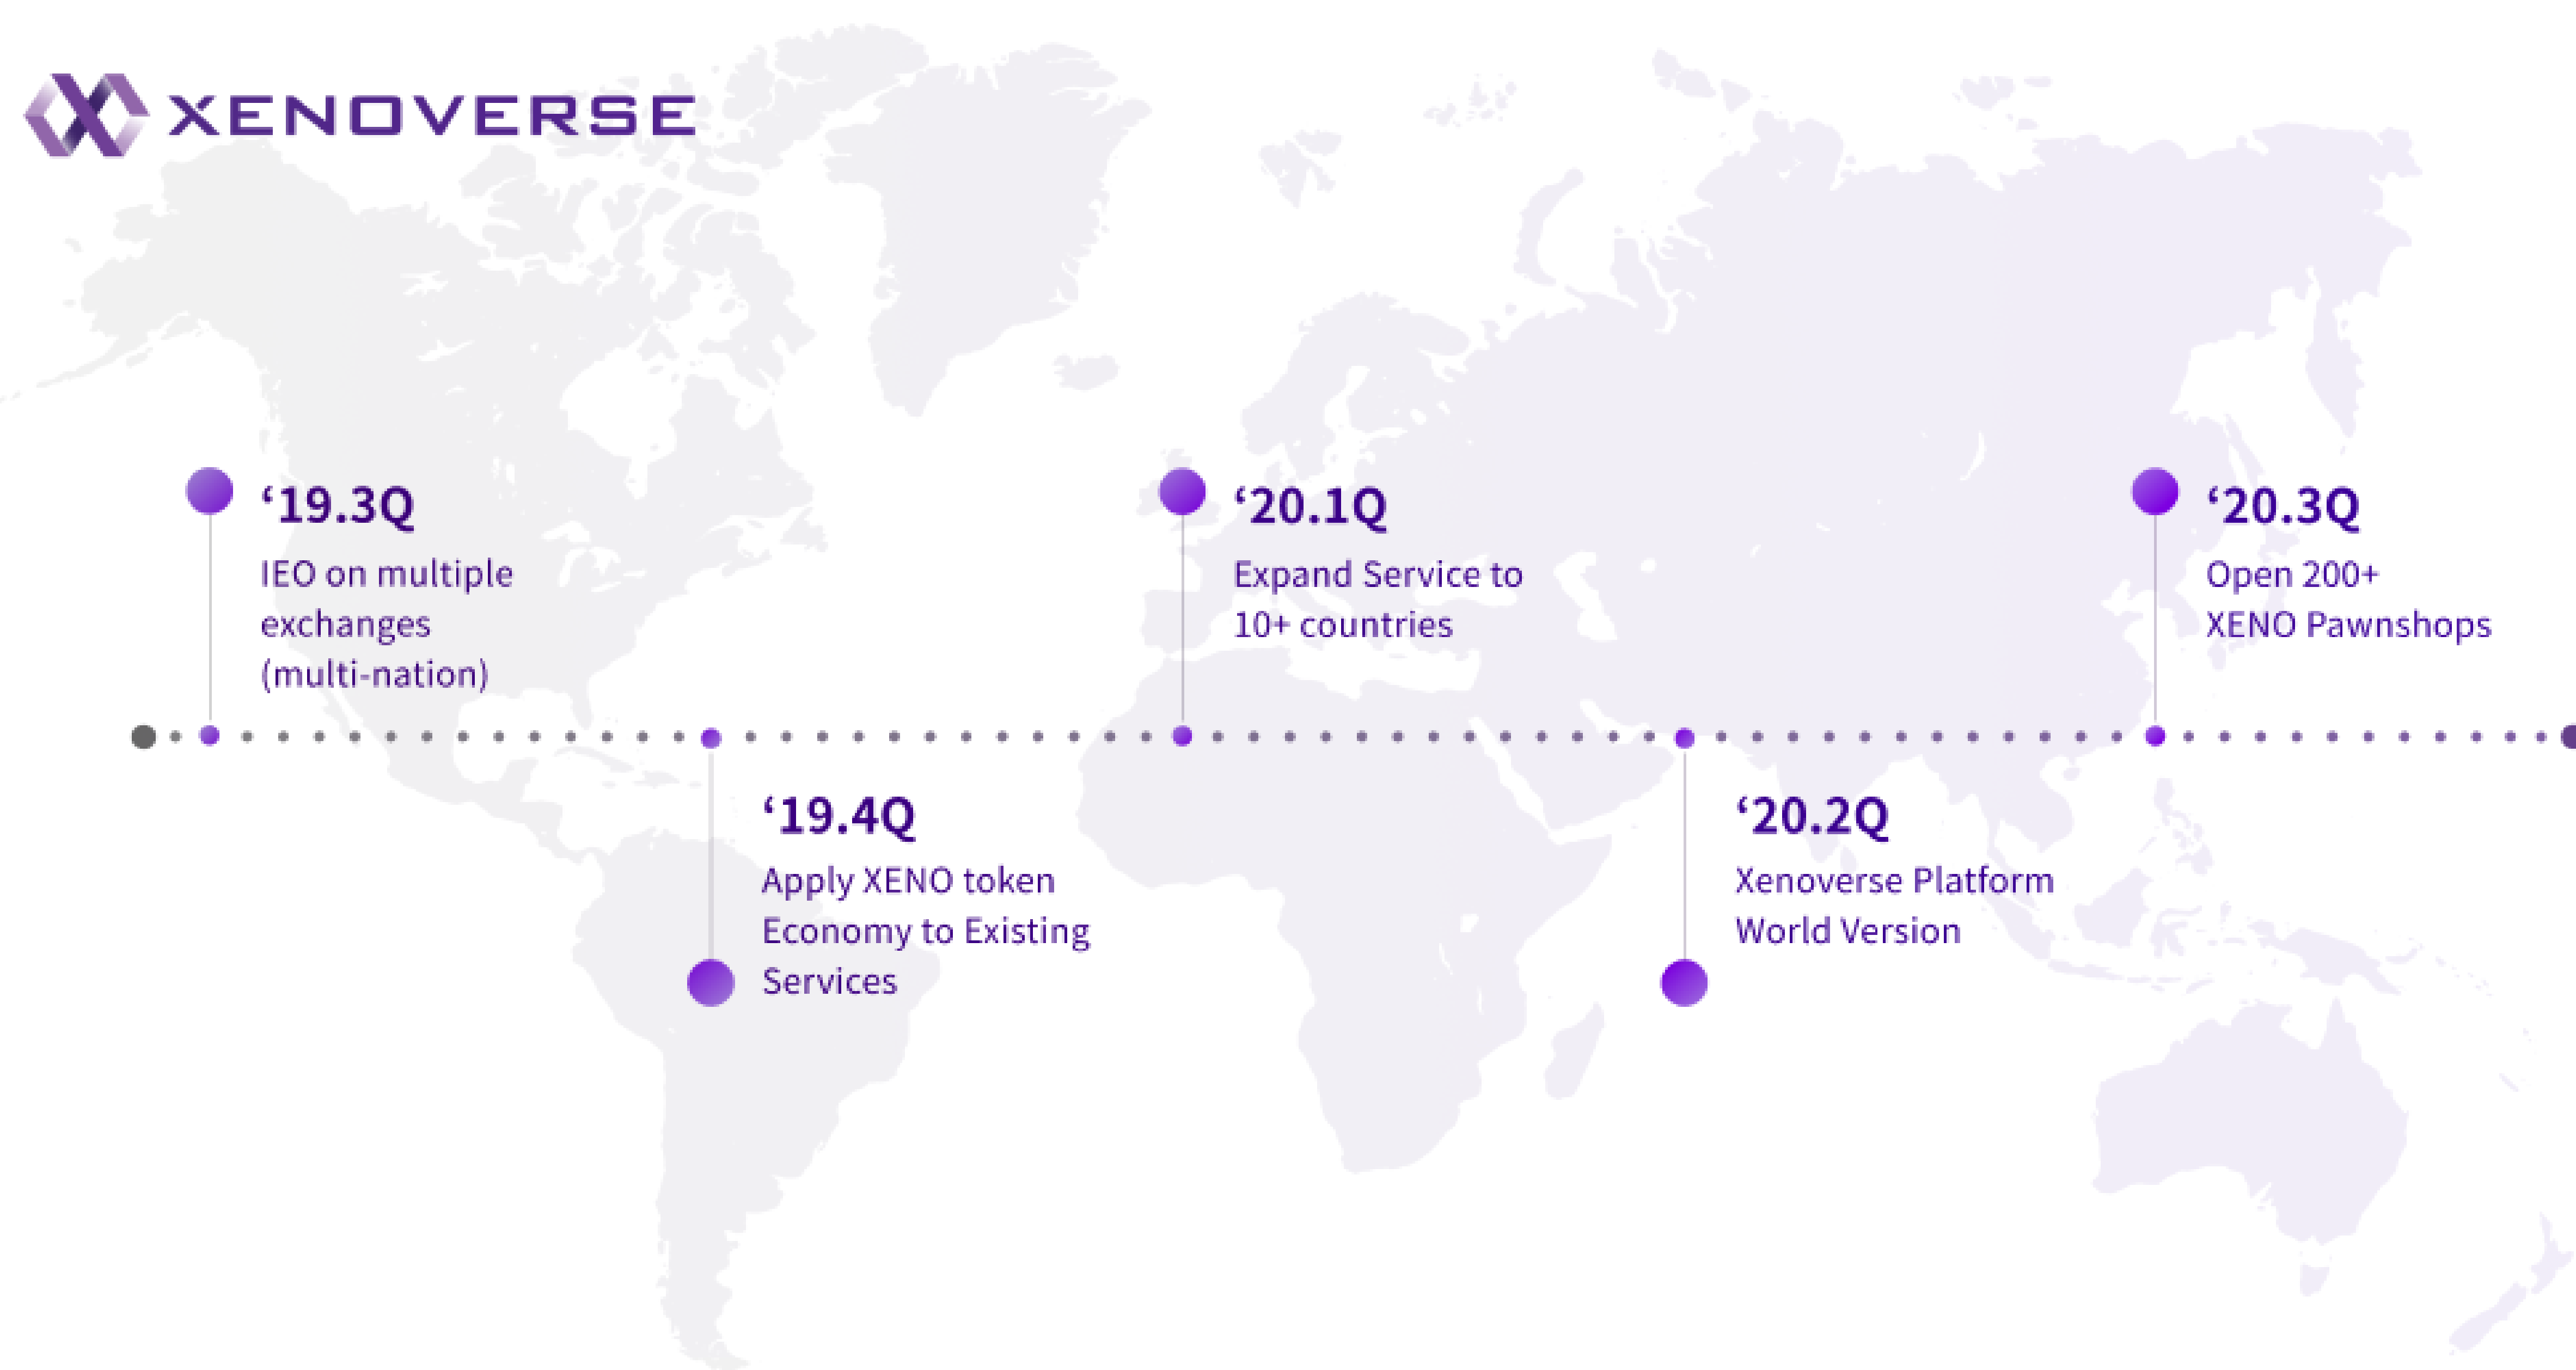 XENOVERSE
‘19.3Q
IEO on multiple
exchanges
(multi-nation)
‘19.4Q
Apply XENO token
Economy to Existing
Services
‘20.1Q
Expand Service to
10+ countries
‘20.2Q
Xenoverse Platform
World Version
‘20.3Q
Open 200+
XENO Pawnshops